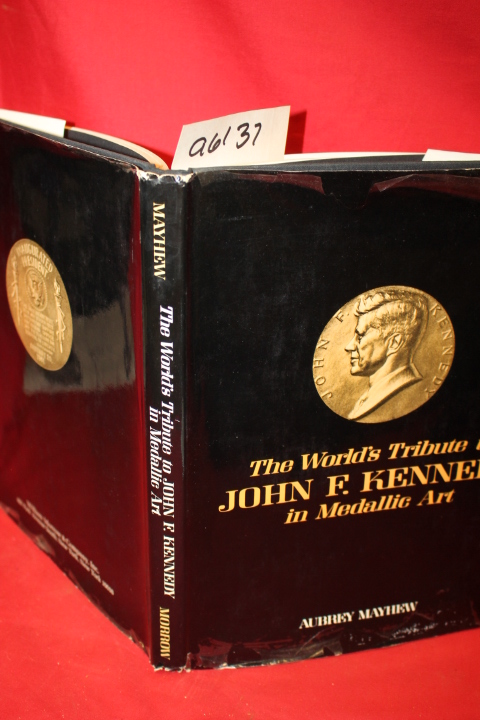 a6137
MAYHEW
The World's Tribute to JOHN F. KENNEDY
in Medallic Art
MORROW
JOHN F. KENNEDY
The World's Tribute
JOHN F. KENNE
in Medallic Art
AUBREY MAYHEW